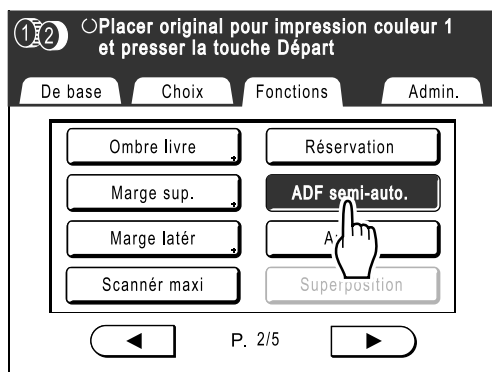 12 Placer original pour impression couleur 1
et presser la touche Départ
De base Choix Fonctions Admin.
Ombre livre Réservation
Marge sup. ADF semi-auto.
Marge latér
Scannér maxi Superposition
P. 2/5